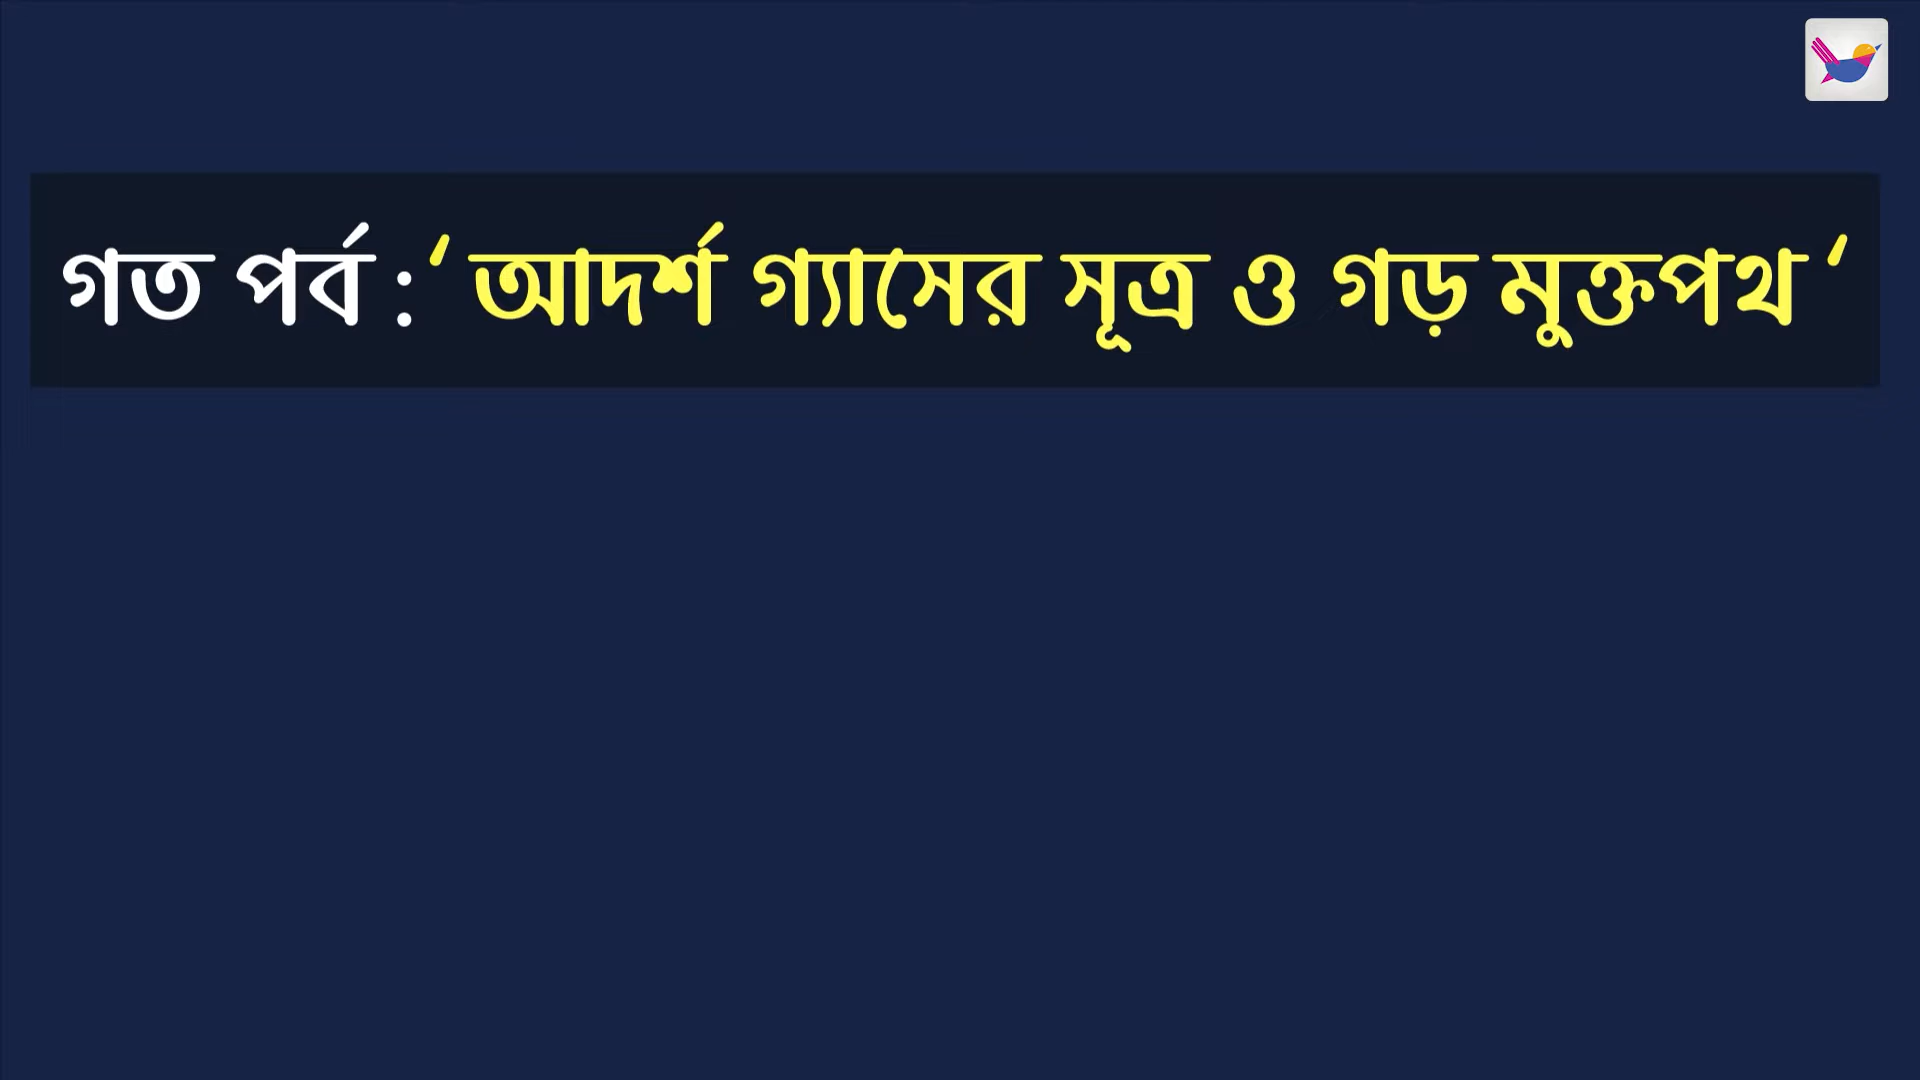 গত পর্ব : ‘ আদর্শ গ্যাসের সূত্র ও গড় মুক্তপথ ‘